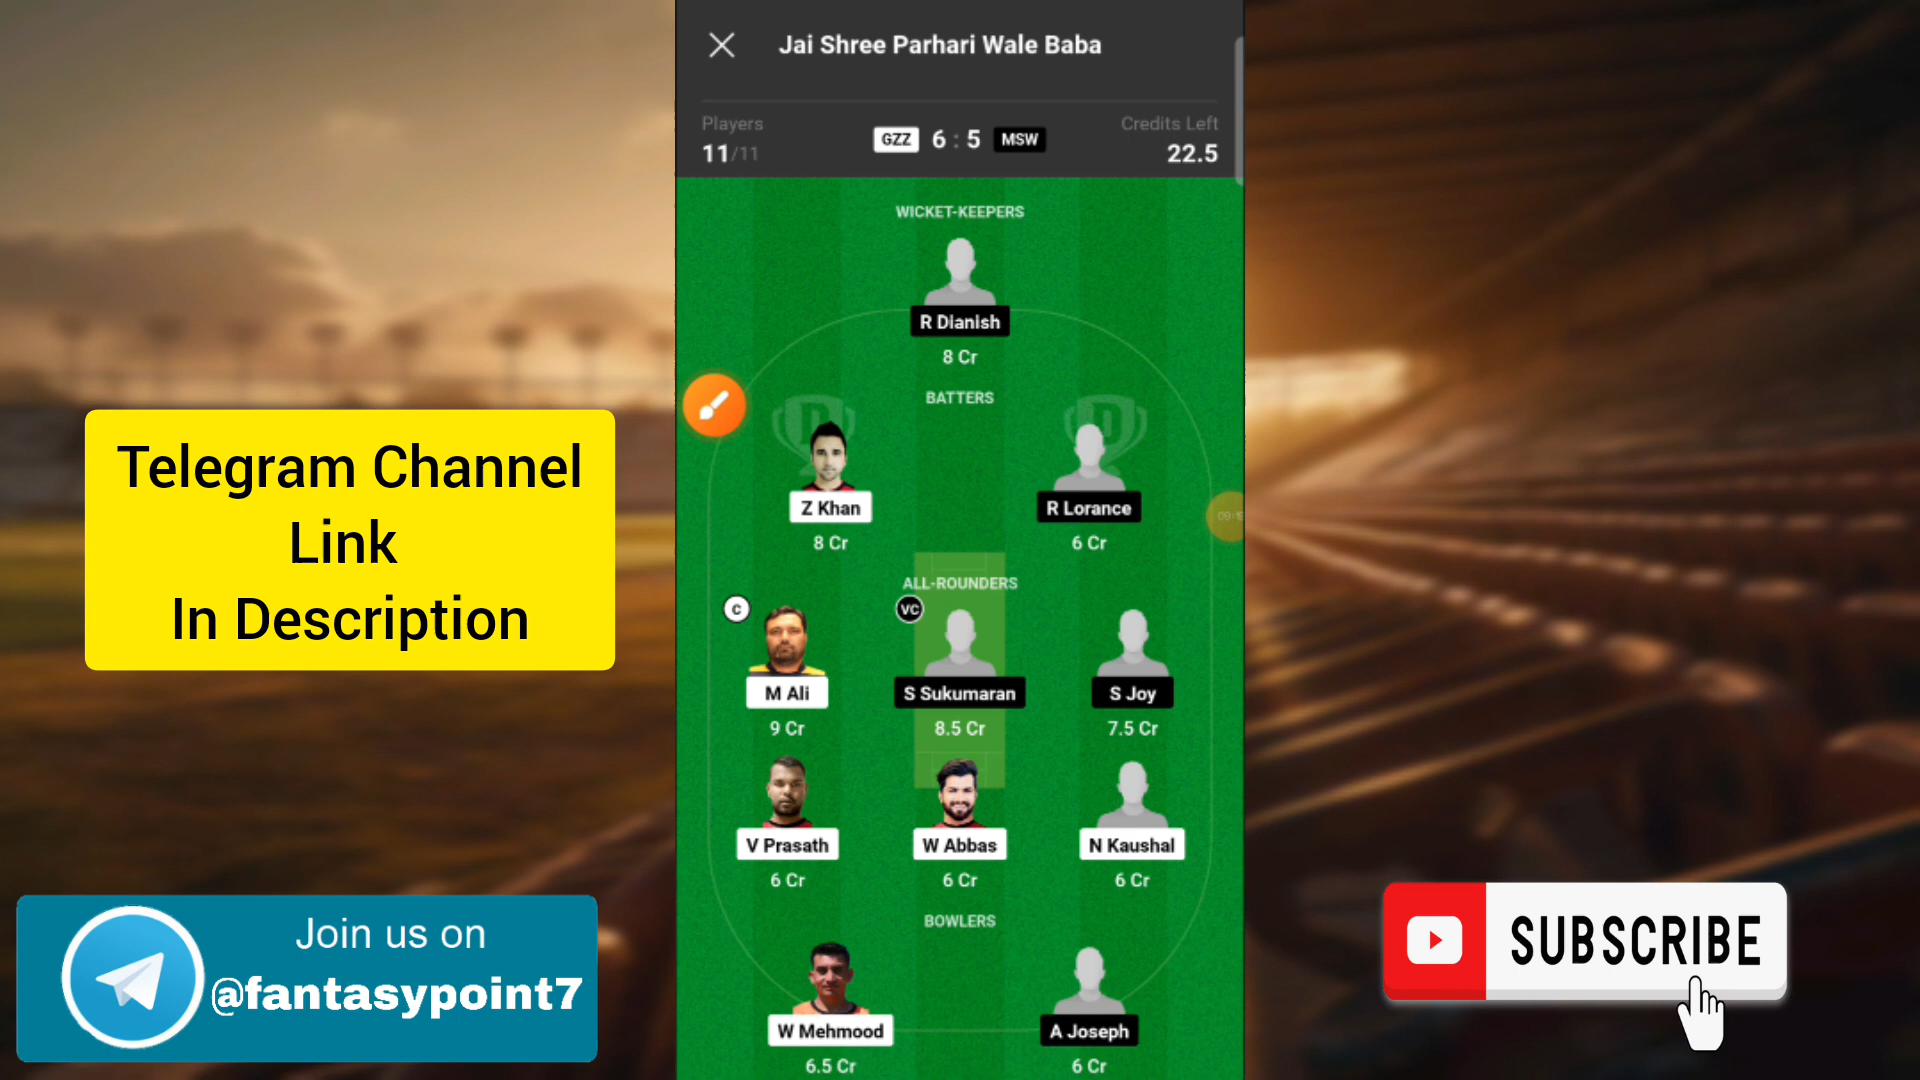 Jai Shree Parhari Wale Baba
Players
Credits Left
11/11
GZZ 6 : 5 MSW
22.5
WICKET-KEEPERS
R Dianish
8 Cr
BATTERS
Z Khan
R Lorance
8 Cr
6 Cr
ALL-ROUNDERS
C
VC
M Ali
S Sukumaran
S Joy
9 Cr
8.5 Cr
7.5 Cr
V Prasath
W Abbas
N Kaushal
6 Cr
6 Cr
6 Cr
BOWLERS
W Mehmood
A Joseph
6.5 Cr
6 Cr
Telegram Channel
Link
In Description
Join us on
@fantasypoint7
SUBSCRIBE